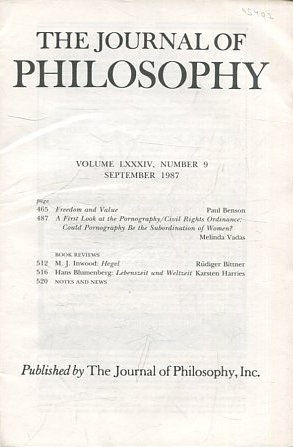 THE JOURNAL OF
PHILOSOPHY
VOLUME LXXXIV, NUMBER 9
SEPTEMBER 1987
page
465 Freedom and Value Paul Benson
487 A First Look at the Pornography/Civil Rights Ordinance:
Could Pornography Be the Subordination of Women?
Melinda Vadas
BOOK REVIEWS
512 M. J. Inwood: Hegel Rüdiger Bittner
516 Hans Blumenberg: Lebenszeit und Weltzeit Karsten Harries
520 NOTES AND NEWS
Published by The Journal of Philosophy, Inc.